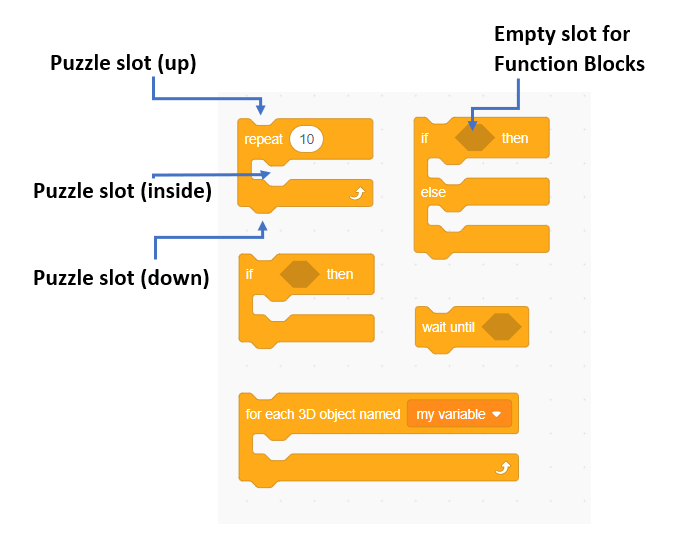 Empty slot for
Function Blocks
Puzzle slot (up)
repeat 10
if then
Puzzle slot (inside)
else
Puzzle slot (down)
if then
wait until
for each 3D object named my variable